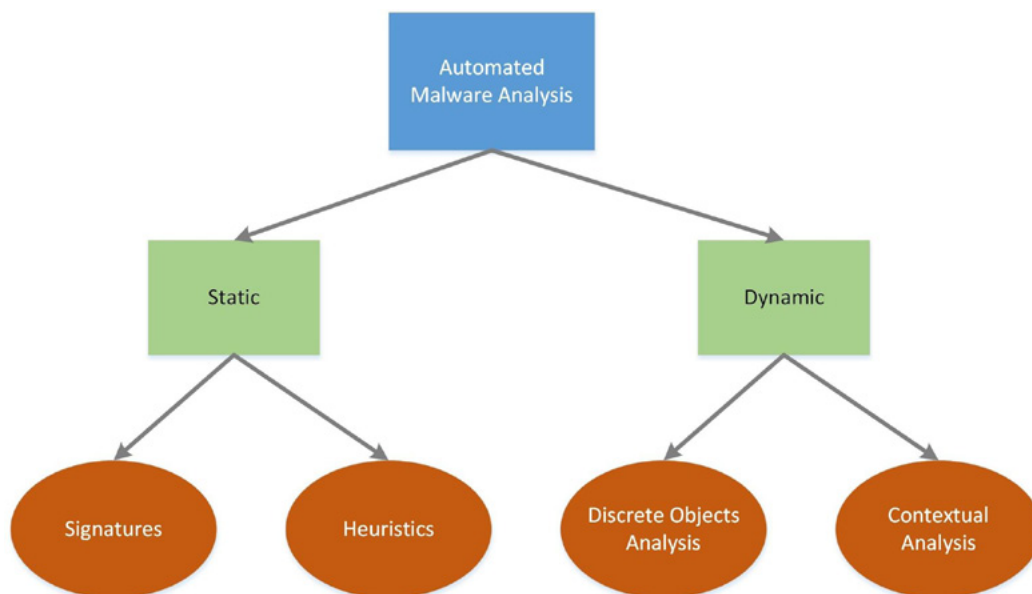 Automated
Malware Analysis
Static
Dynamic
Signatures
Heuristics
Discrete Objects
Analysis
Contextual
Analysis